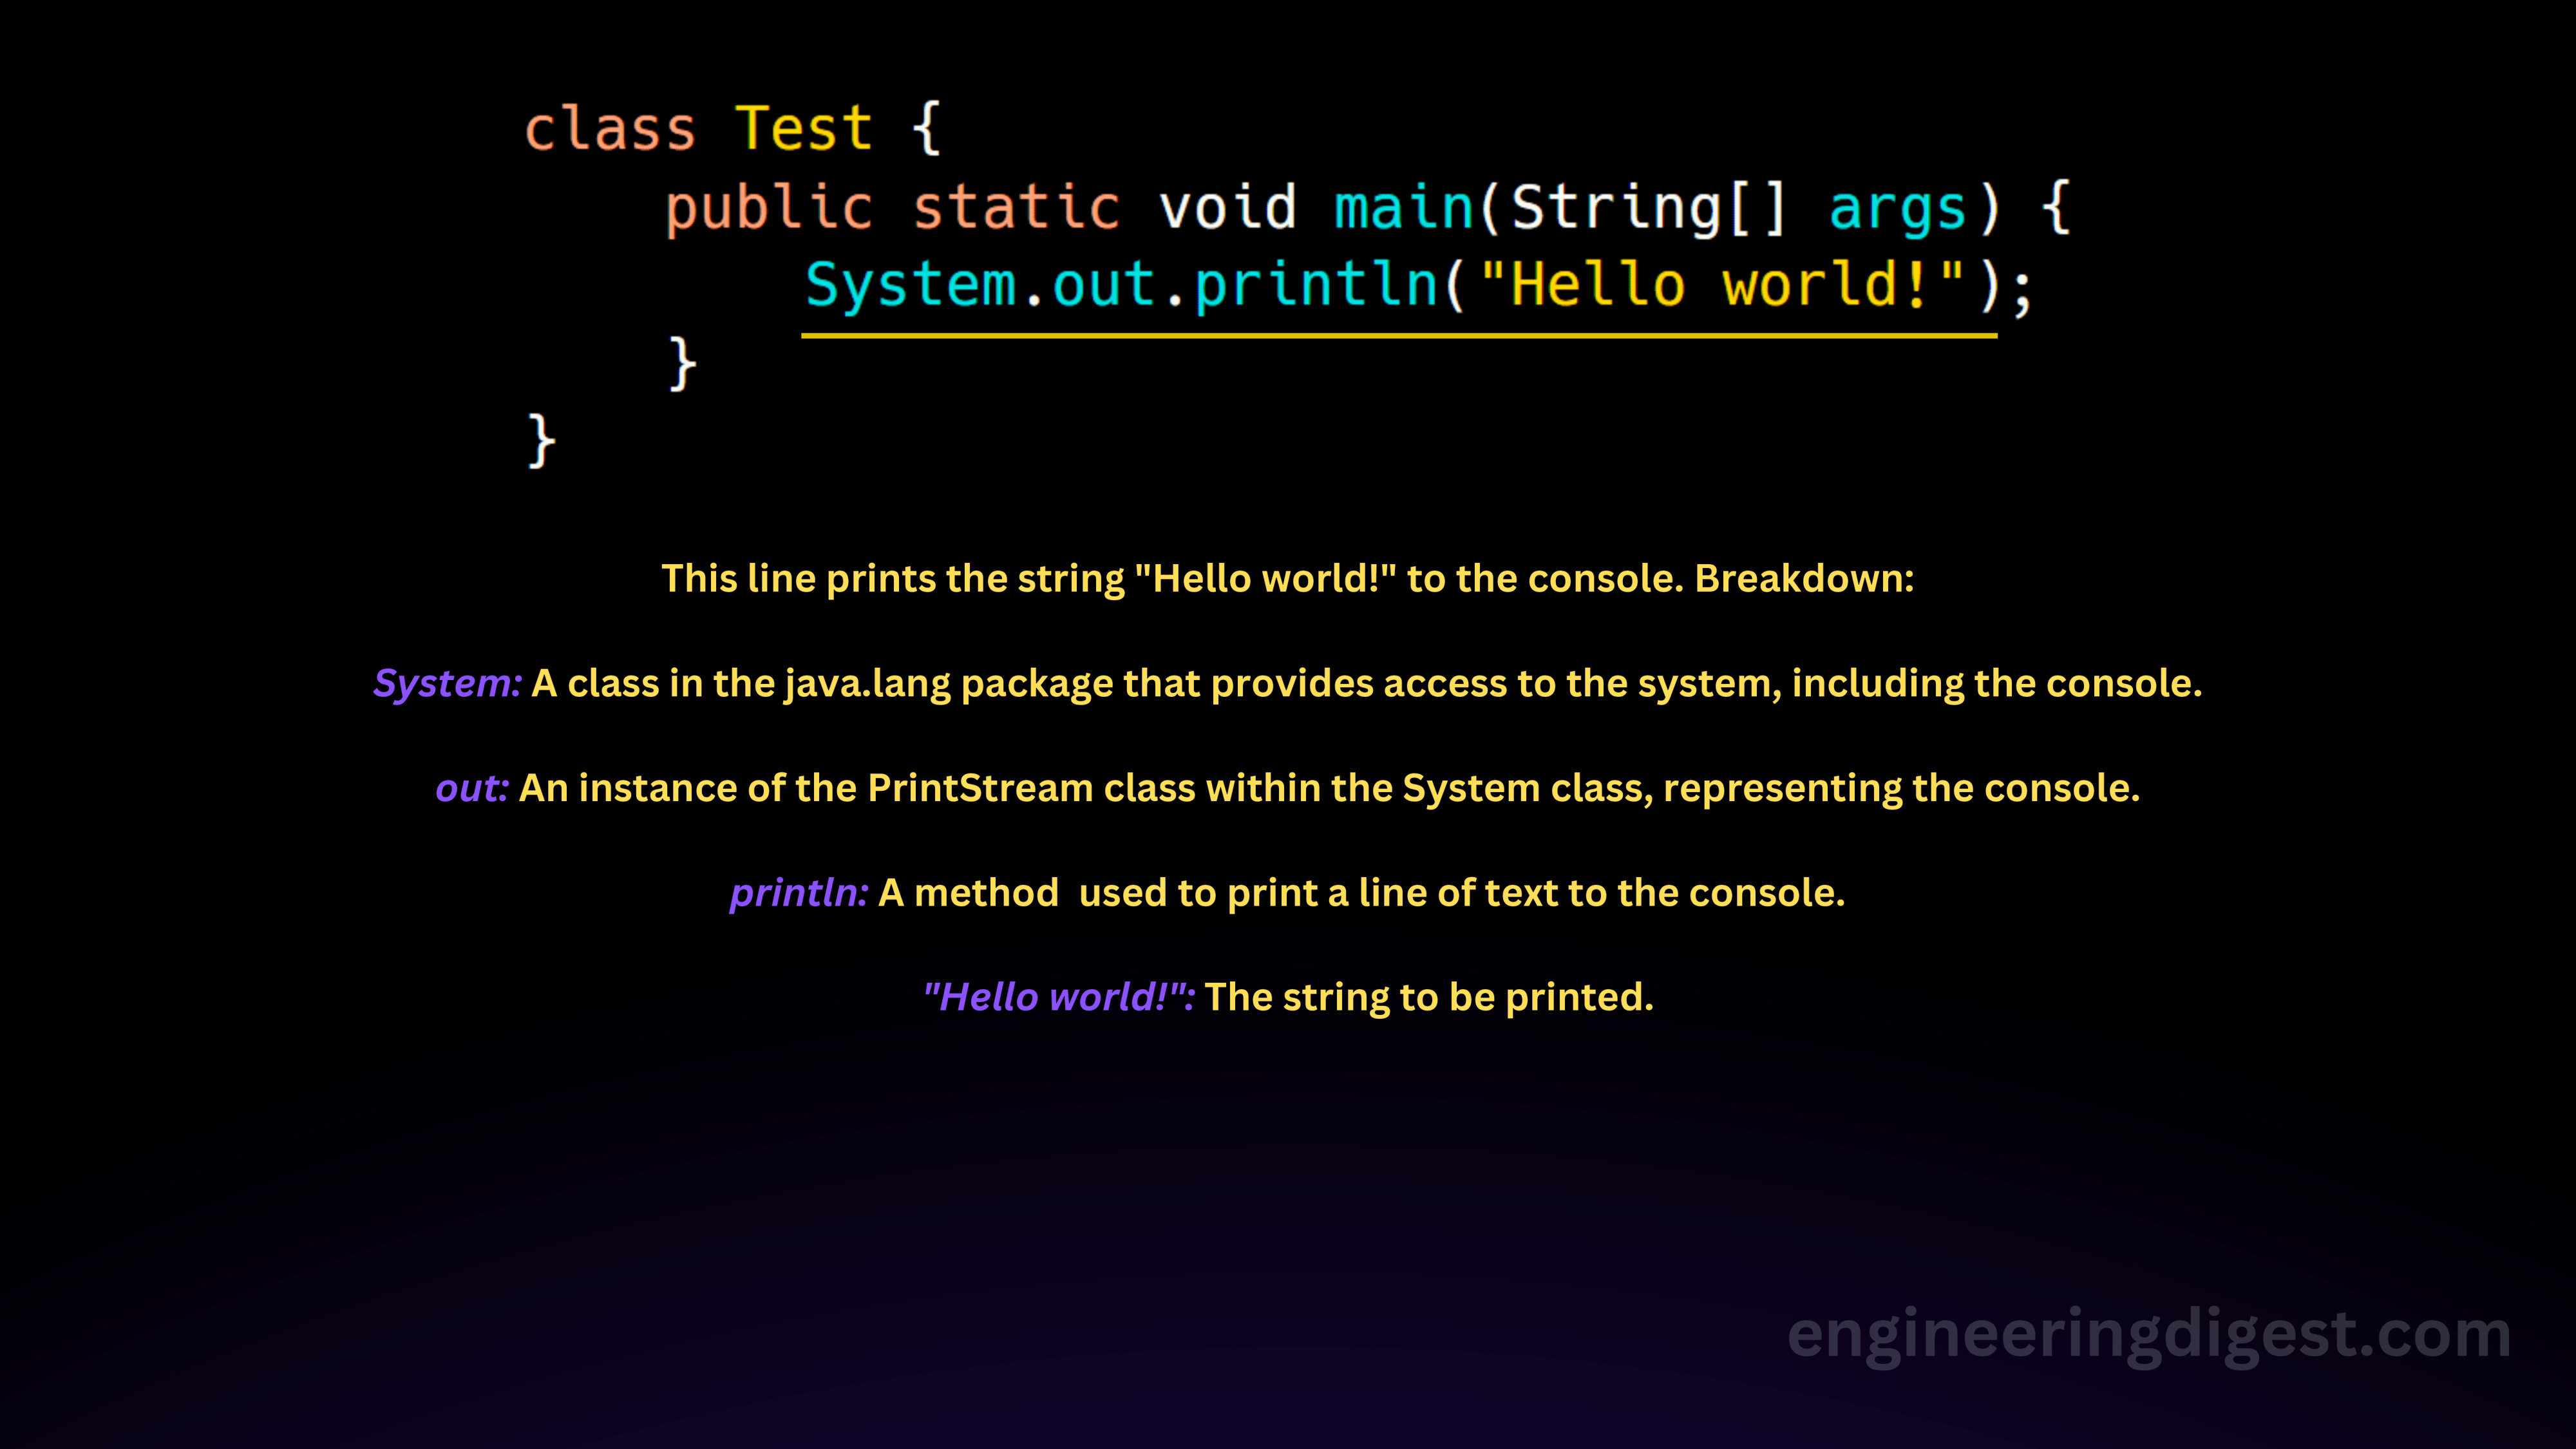 class Test {
    public static void main(String[] args) {
        System.out.println("Hello world!");
    }
}
This line prints the string "Hello world!" to the console. Breakdown:
System: A class in the java.lang package that provides access to the system, including the console.
out: An instance of the PrintStream class within the System class, representing the console.
println: A method  used to print a line of text to the console.
"Hello world!": The string to be printed.
engineeringdigest.com